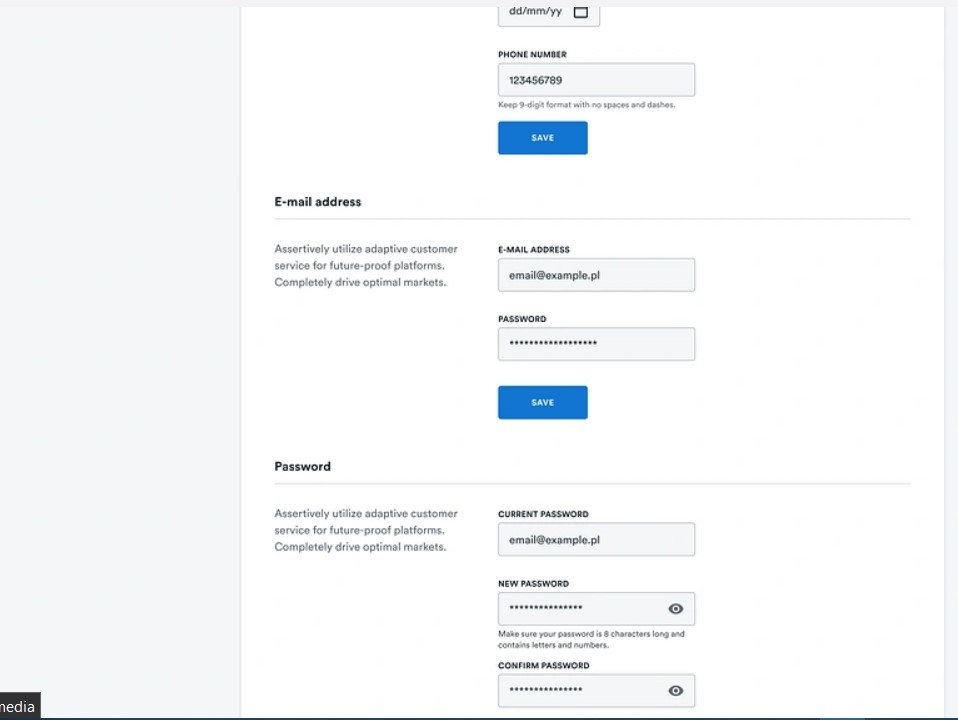 dd/mm/yy
PHONE NUMBER
123456789
Keep 9-digit format with no spaces and dashes.
SAVE
E-mail address
Assertively utilize adaptive customer
service for future-proof platforms.
Completely drive optimal markets.
E-MAIL ADDRESS
email@example.pl
PASSWORD
******************
SAVE
Password
Assertively utilize adaptive customer
service for future-proof platforms.
Completely drive optimal markets.
CURRENT PASSWORD
email@example.pl
NEW PASSWORD
***************
Make sure your password is 8 characters long and
contains letters and numbers.
CONFIRM PASSWORD
***************
media